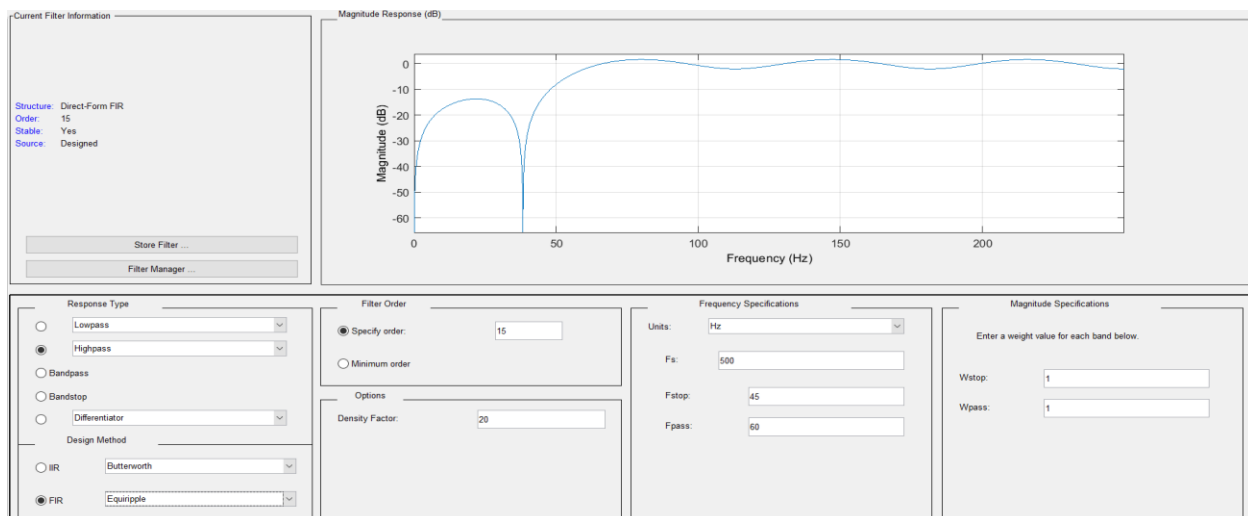 Current Filter Information
Structure: Direct-Form FIR
Order: 15
Stable: Yes
Source: Designed
Store Filter ...
Filter Manager ...
Magnitude Response (dB)
Magnitude (dB)
0
-10
-20
-30
-40
-50
-60
0 50 100 150 200
Frequency (Hz)
Response Type
Lowpass
Highpass
Bandpass
Bandstop
Differentiator
Design Method
IIR Butterworth
FIR Equiripple
Filter Order
Specify order: 15
Minimum order
Options
Density Factor: 20
Frequency Specifications
Units: Hz
Fs: 500
Fstop: 45
Fpass: 60
Magnitude Specifications
Enter a weight value for each band below.
Wstop: 1
Wpass: 1